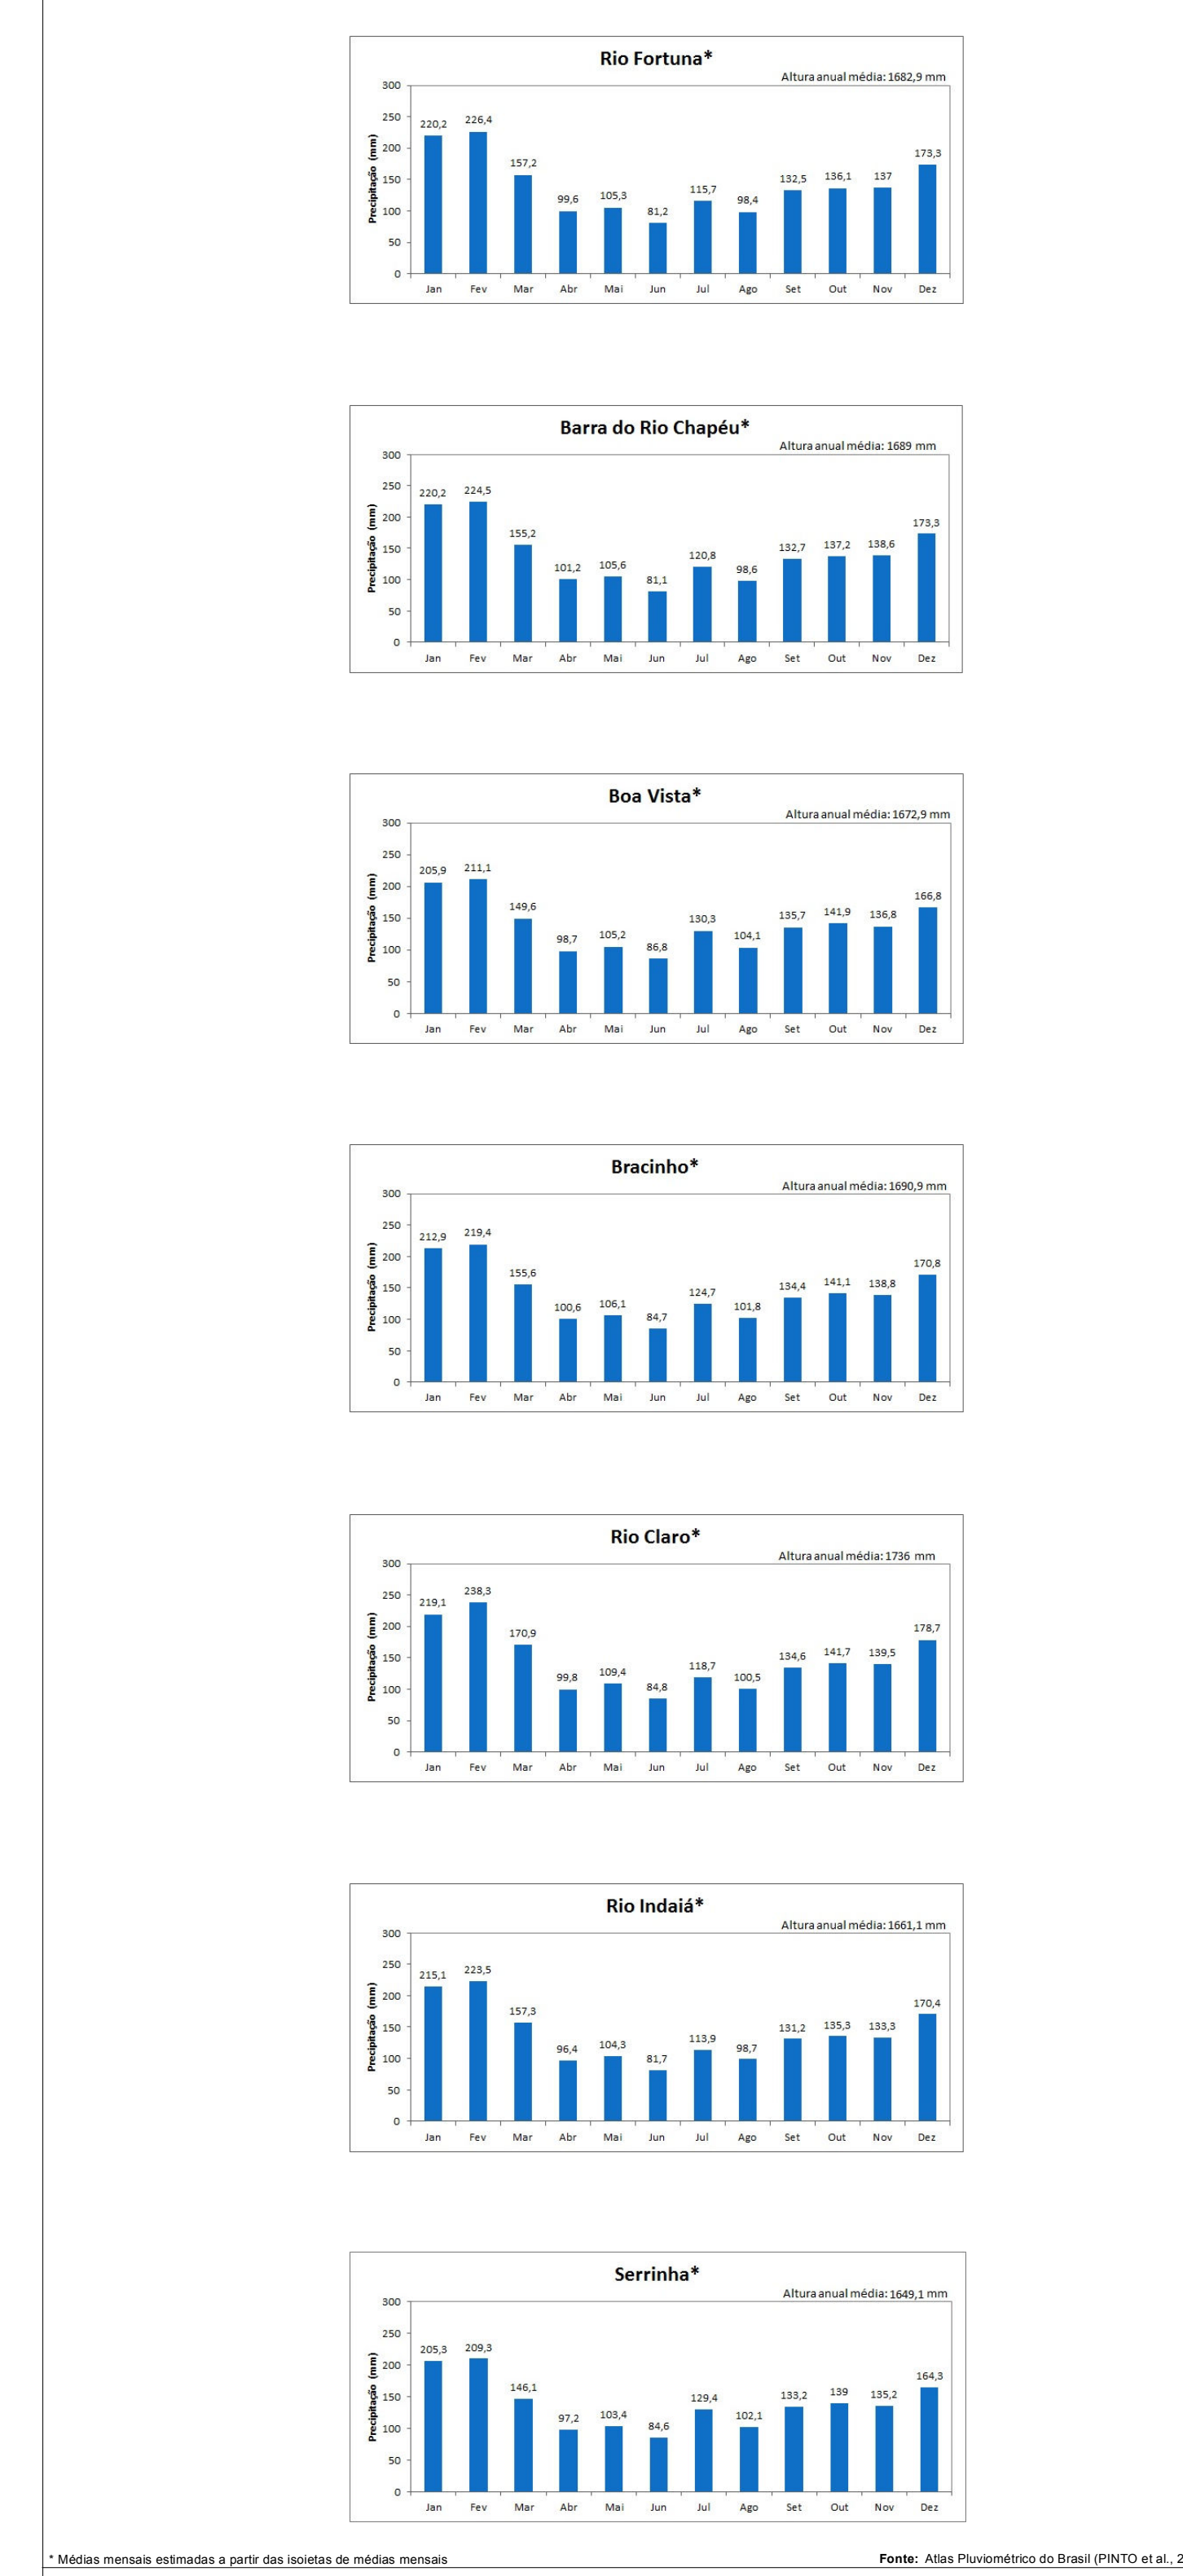 Rio Fortuna*
Altura anual média: 1682,9 mm
Precipitação (mm)
300
250
200
150
100
50
0
220,2 226,4 157,2 99,6 105,3 81,2 115,7 98,4 132,5 136,1 137 173,3
Jan Fev Mar Abr Mai Jun Jul Ago Set Out Nov Dez
Barra do Rio Chapéu*
Altura anual média: 1689 mm
Precipitação (mm)
300
250
200
150
100
50
0
220,2 224,5 155,2 101,2 105,6 81,1 120,8 98,6 132,7 137,2 138,6 173,3
Jan Fev Mar Abr Mai Jun Jul Ago Set Out Nov Dez
Boa Vista*
Altura anual média: 1672,9 mm
Precipitação (mm)
300
250
200
150
100
50
0
205,9 211,1 149,6 98,7 105,2 86,8 130,3 104,1 135,7 141,9 136,8 166,8
Jan Fev Mar Abr Mai Jun Jul Ago Set Out Nov Dez
Bracinho*
Altura anual média: 1690,9 mm
Precipitação (mm)
300
250
200
150
100
50
0
212,9 219,4 155,6 100,6 106,1 84,7 124,7 101,8 134,4 141,1 138,8 170,8
Jan Fev Mar Abr Mai Jun Jul Ago Set Out Nov Dez
Rio Claro*
Altura anual média: 1736 mm
Precipitação (mm)
300
250
200
150
100
50
0
219,1 238,3 170,9 99,8 109,4 84,8 118,7 100,5 134,6 141,7 139,5 178,7
Jan Fev Mar Abr Mai Jun Jul Ago Set Out Nov Dez
Rio Indaiá*
Altura anual média: 1661,1 mm
Precipitação (mm)
300
250
200
150
100
50
0
215,1 223,5 157,3 96,4 104,3 81,7 113,9 98,7 131,2 135,3 133,3 170,4
Jan Fev Mar Abr Mai Jun Jul Ago Set Out Nov Dez
Serrinha*
Altura anual média: 1649,1 mm
Precipitação (mm)
300
250
200
150
100
50
0
205,3 209,3 146,1 97,2 103,4 84,6 129,4 102,1 133,2 139 135,2 164,3
Jan Fev Mar Abr Mai Jun Jul Ago Set Out Nov Dez
* Médias mensais estimadas a partir das isoietas de médias mensais
Fonte: Atlas Pluviométrico do Brasil (PINTO et al., 2